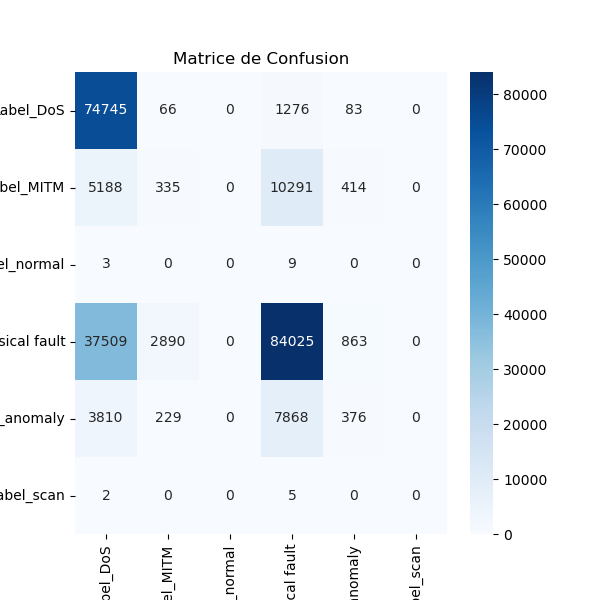 Matrice de Confusion
abel_DoS 74745 66 0 1276 83 0
bel_MITM 5188 335 0 10291 414 0
el_normal 3 0 0 9 0 0
sical fault 37509 2890 0 84025 863 0
_anomaly 3810 229 0 7868 376 0
abel_scan 2 0 0 5 0 0
bel_DoS
el_MITM
_normal
cal fault
anomaly
el_scan
80000
70000
60000
50000
40000
30000
20000
10000
0